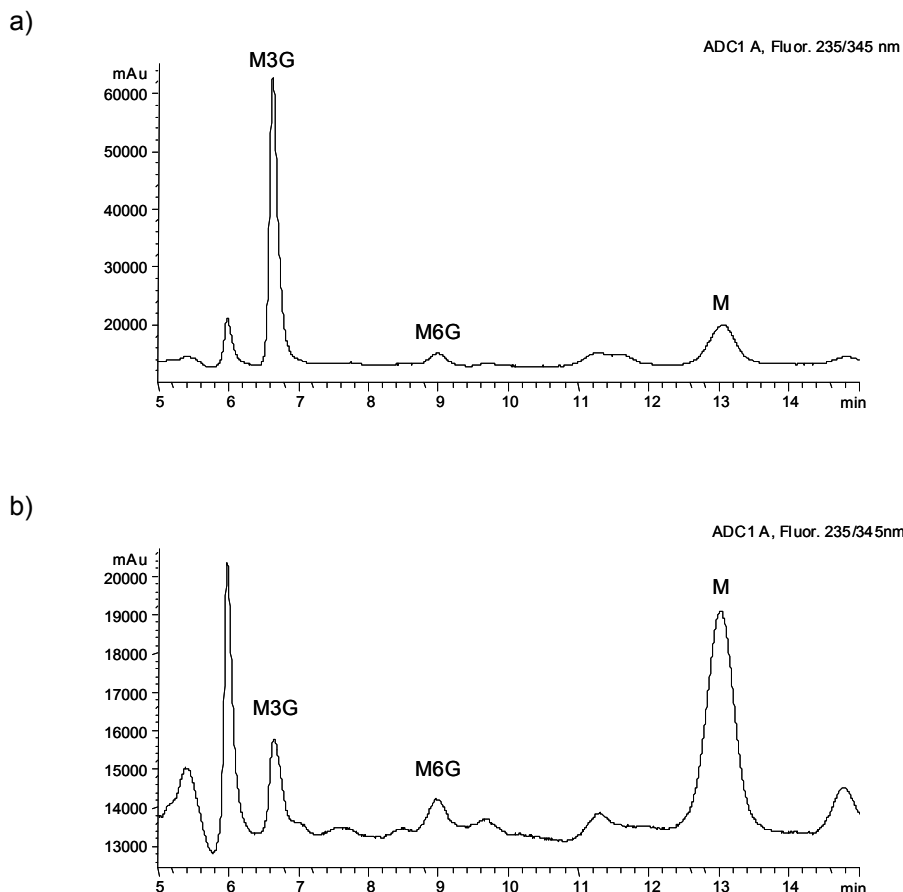 a)
ADC1 A, Fluor. 235/345 nm
mAu
M3G
60000
50000
40000
30000
20000
M6G
M
5 6 7 8 9 10 11 12 13 14 min
b)
ADC1 A, Fluor. 235/345nm
mAu
20000
M
19000
18000
17000
M3G
16000
15000
M6G
14000
13000
5 6 7 8 9 10 11 12 13 14 min